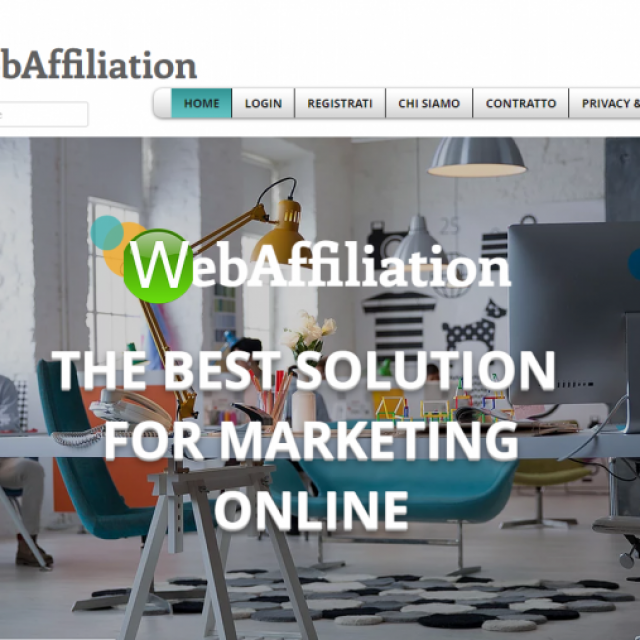 bAffiliation
HOME LOGIN REGISTRATI CHI SIAMO CONTRATTO PRIVACY &
WebAffiliation
THE BEST SOLUTION
FOR MARKETING
ONLINE